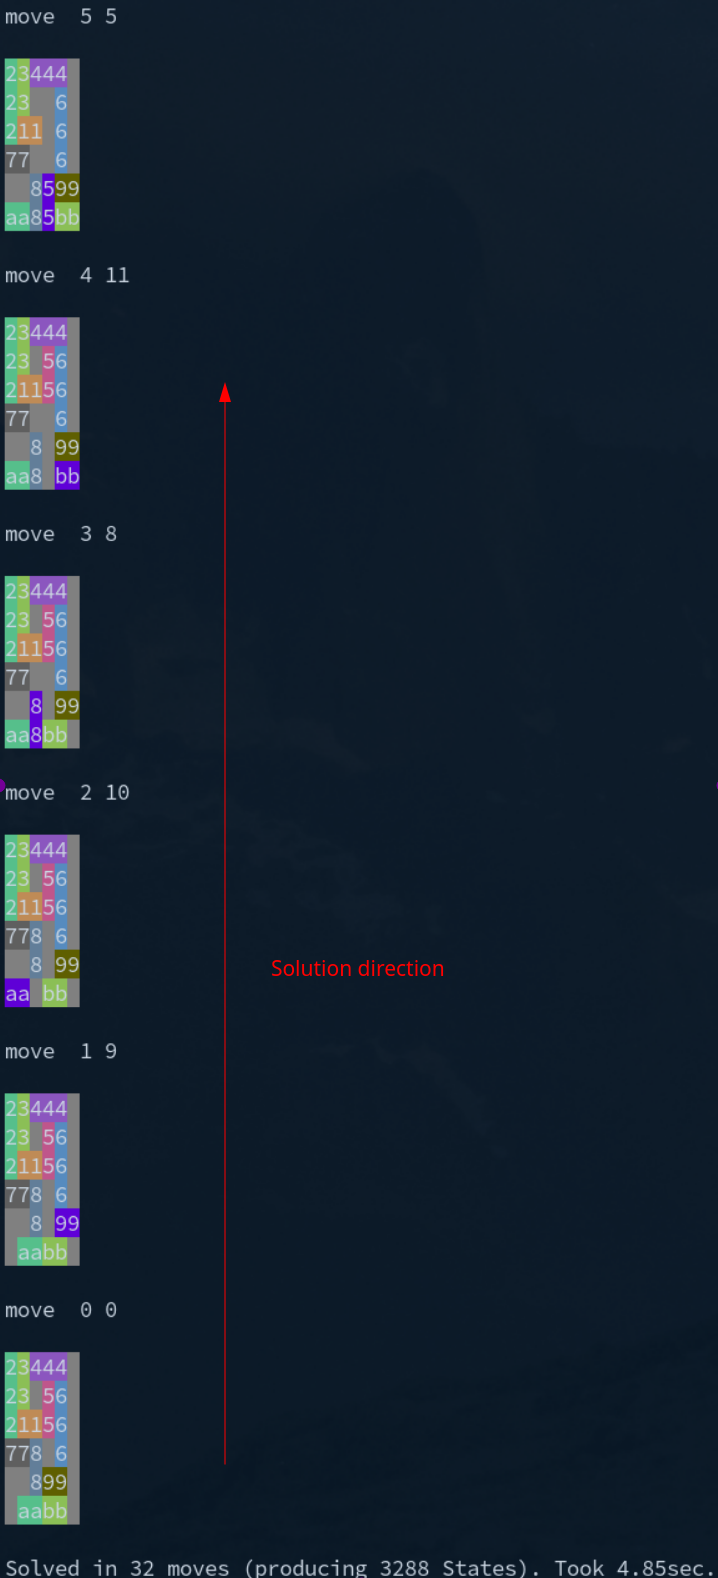 move  5 5
23444
23  6
211 6
77  6
  8599
aa85bb
move  4 11
23444
23 56
21156
77  6
  8 99
aa8 bb
move  3 8
23444
23 56
21156
77  6
  8 99
aa8bb
move  2 10
23444
23 56
21156
778 6
  8 99
aa bb
Solution direction
move  1 9
23444
23 56
21156
778 6
  8 99
 aabb
move  0 0
23444
23 56
21156
778 6
  899
 aabb
Solved in 32 moves (producing 3288 States). Took 4.85sec.